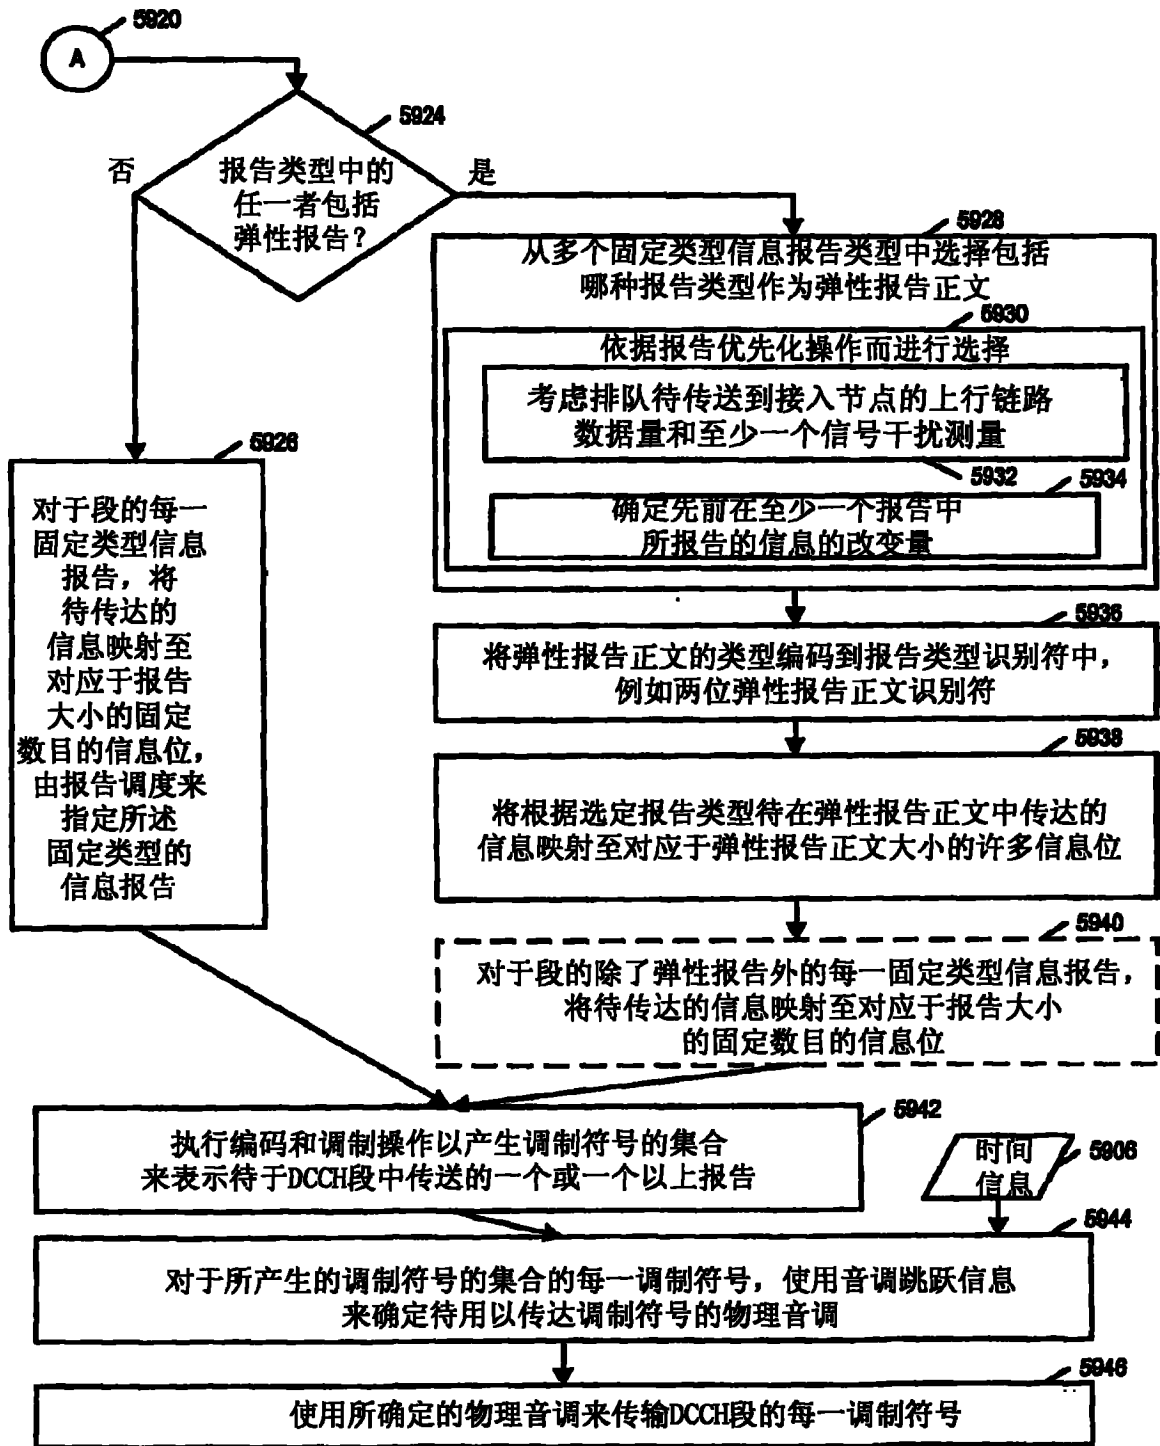 5920
A
5924
否
是
报告类型中的
任一者包括
弹性报告?
5928
从多个固定类型信息报告类型中选择包括
哪种报告类型作为弹性报告正文
5930
依据报告优先化操作而进行选择
考虑排队待传送到接入节点的上行链路
数据量和至少一个信号干扰测量
5932
5934
确定先前在至少一个报告中
所报告的信息的改变量
5926
对于段的每一
固定类型信息
报告，将
待传达的
信息映射至
对应于报告
大小的固定
数目的信息位，
由报告调度来
指定所述
固定类型的
信息报告
5936
将弹性报告正文的类型编码到报告类型识别符中，
例如两位弹性报告正文识别符
5938
将根据选定报告类型待在弹性报告正文中传达的
信息映射至对应于弹性报告正文大小的许多信息位
5940
对于段的除了弹性报告外的每一固定类型信息报告，
将待传达的信息映射至对应于报告大小
的固定数目的信息位
5942
执行编码和调制操作以产生调制符号的集合
来表示待于DCCH段中传送的一个或一个以上报告
时间
信息
5906
5944
对于所产生的调制符号的集合的每一调制符号，使用音调跳跃信息
来确定待用以传达调制符号的物理音调
5946
使用所确定的物理音调来传输DCCH段的每一调制符号